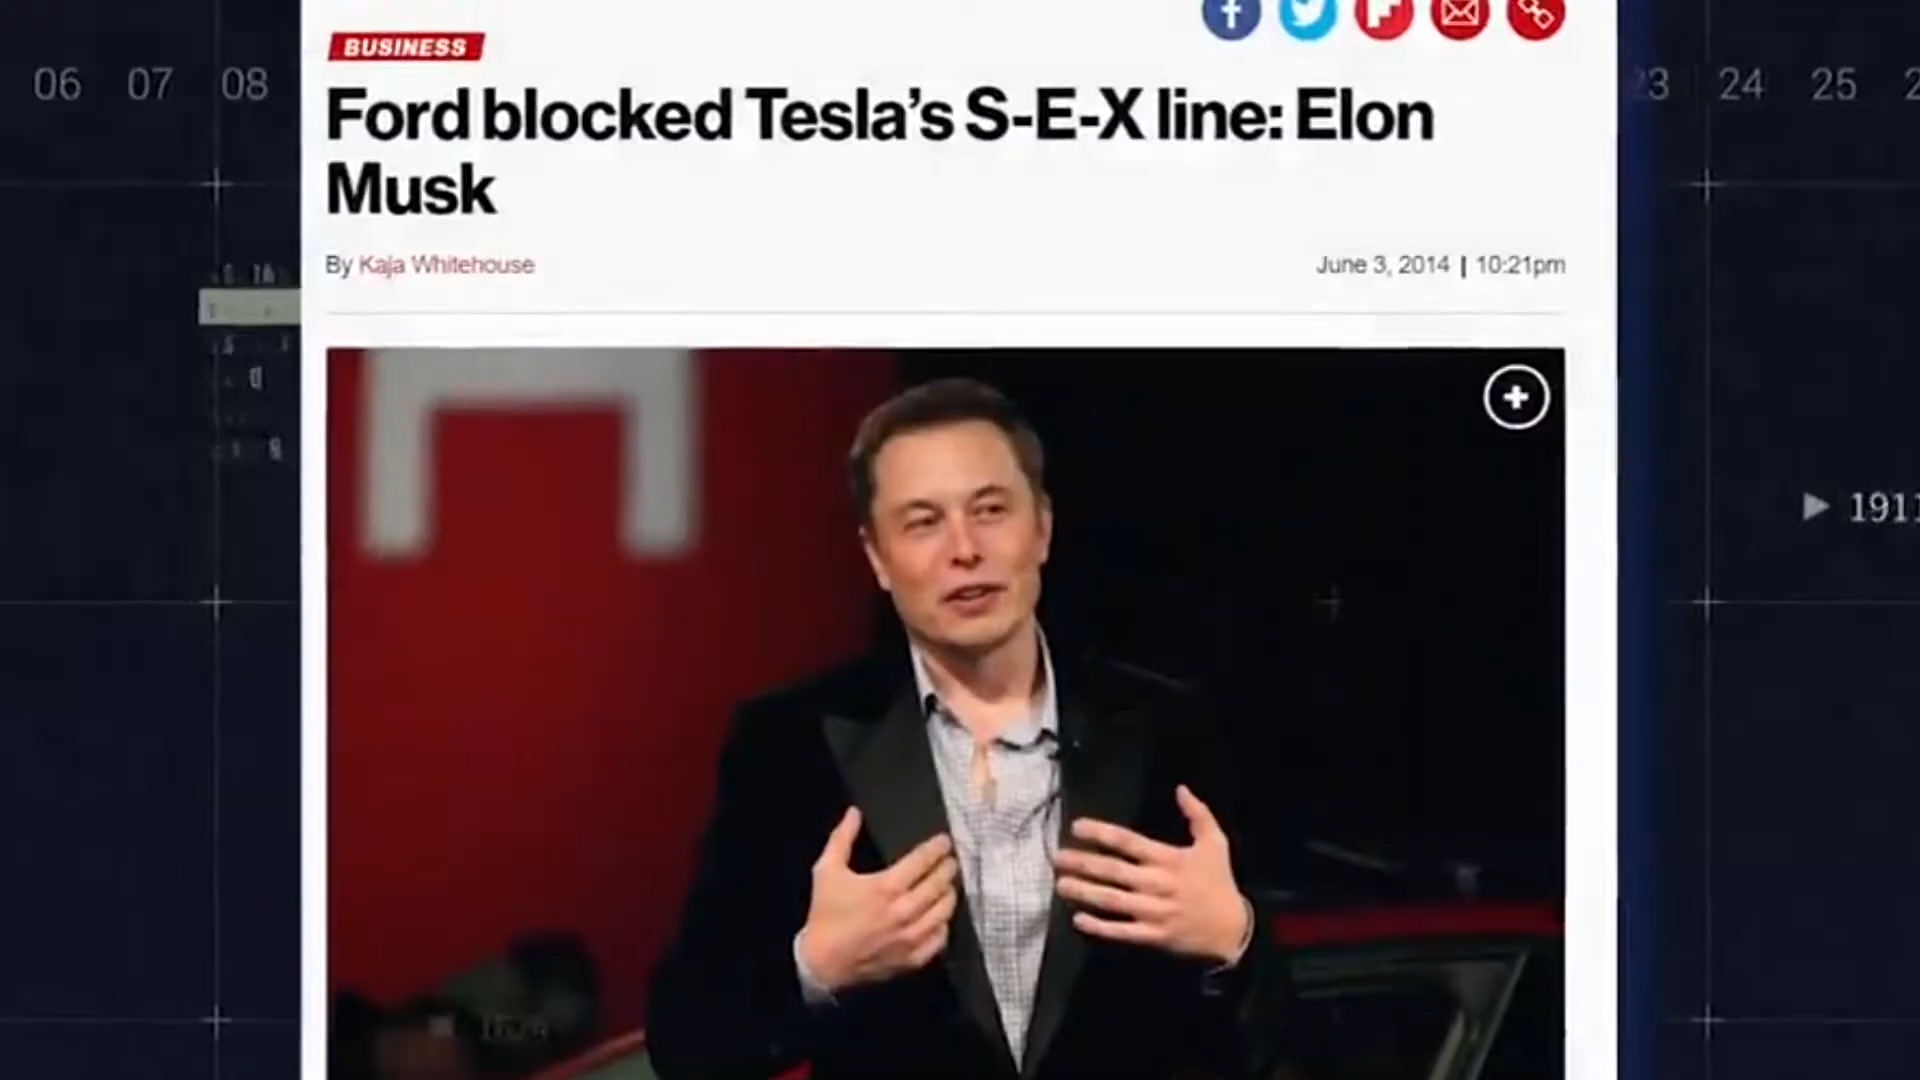 06 07 08
23 24 25
BUSINESS
Ford blocked Tesla's S-E-X line: Elon
Musk
By Kaja Whitehouse
June 3, 2014 | 10:21pm
1911